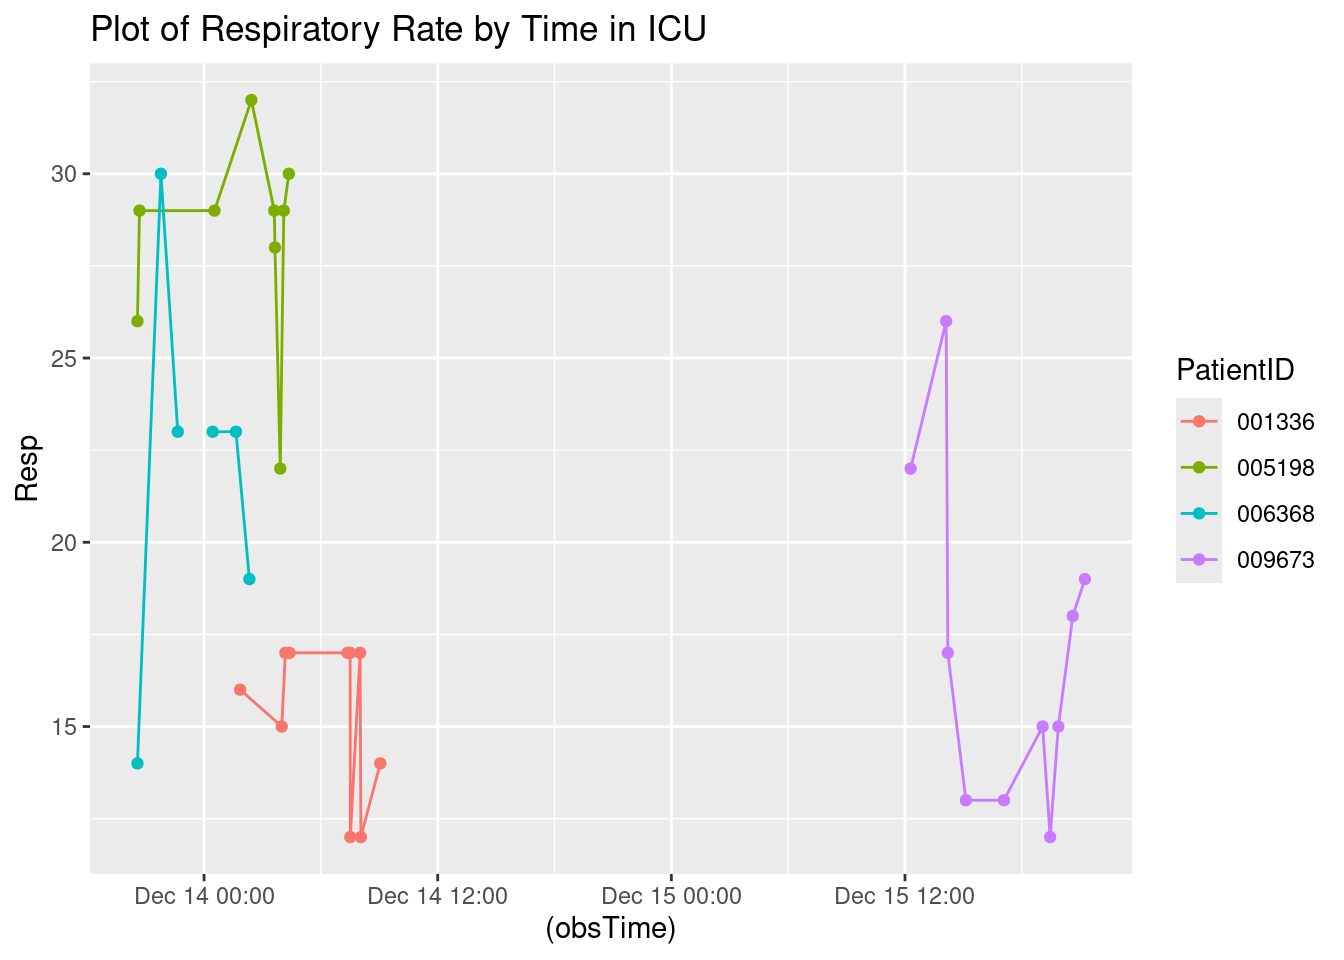 Plot of Respiratory Rate by Time in ICU
30
25
20
15
Resp
Dec 14 00:00
Dec 14 12:00
Dec 15 00:00
Dec 15 12:00
(obsTime)
PatientID
001336
005198
006368
009673